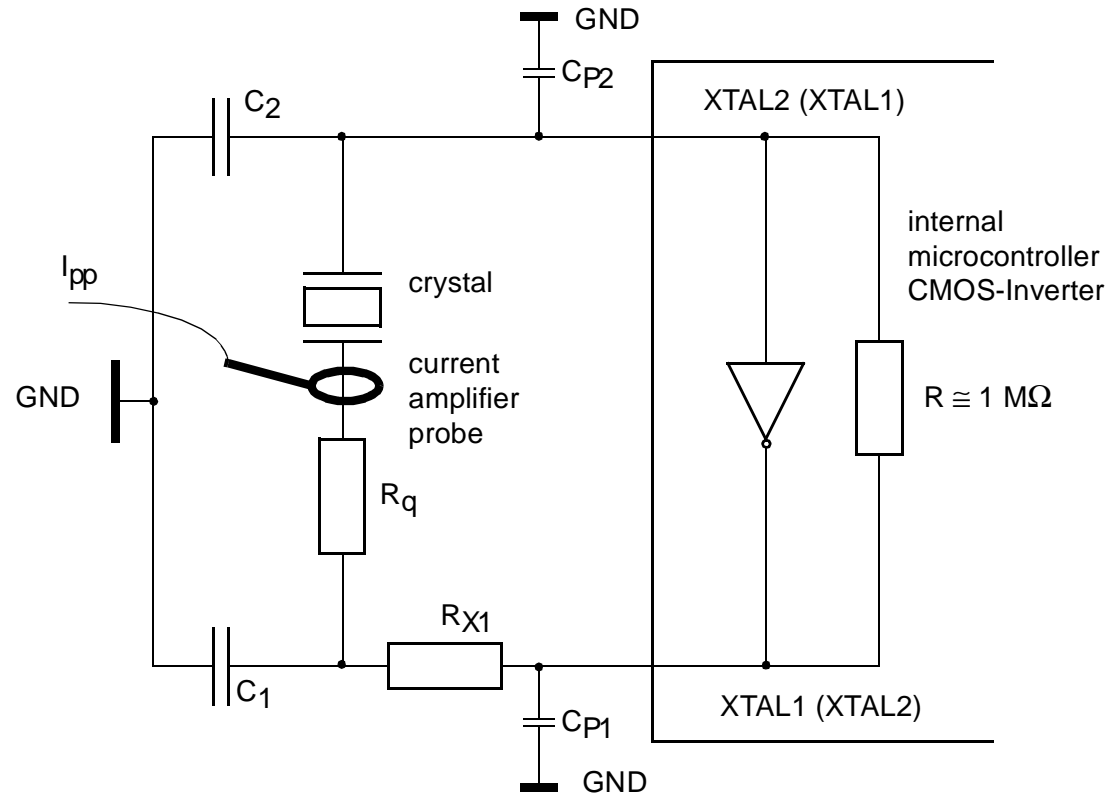 GND
CP2
XTAL2 (XTAL1)
C2
internal
microcontroller
CMOS-Inverter
Ipp
crystal
current
amplifier
probe
GND
R ≅ 1 MΩ
Rq
RX1
C1
CP1
XTAL1 (XTAL2)
GND